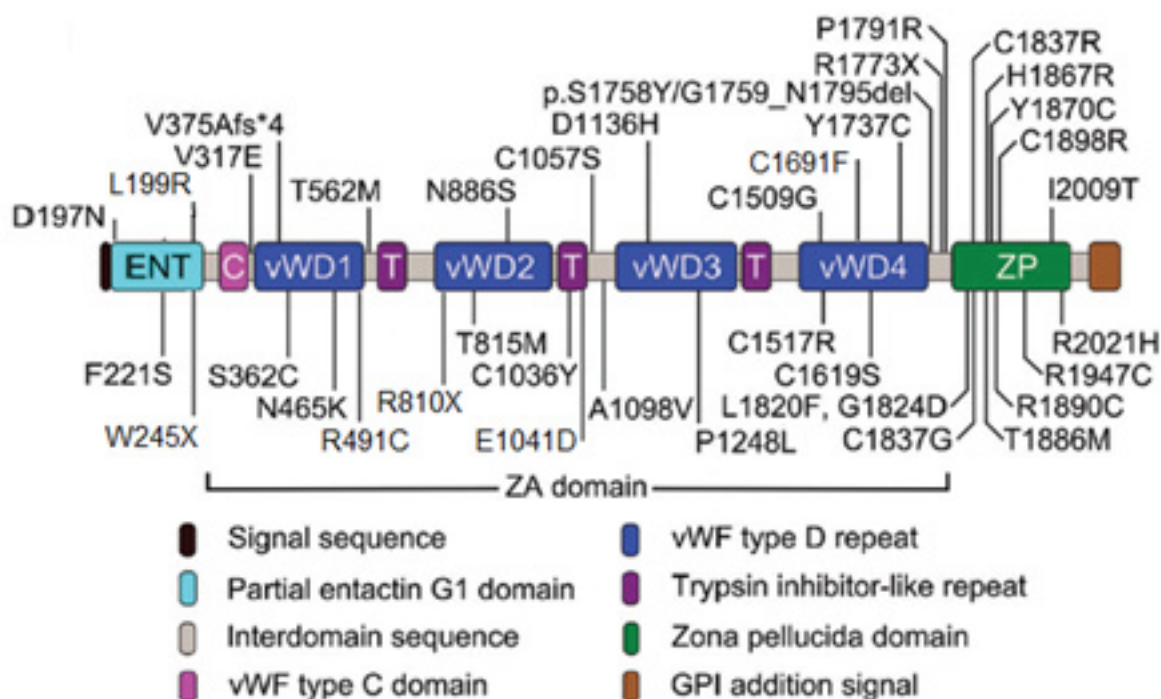 P1791R
C1837R
R1773X
H1867R
p.S1758Y/G1759_N1795del
Y1870C
V375Afs*4
D1136H
Y1737C
C1898R
V317E
C1057S
C1691F
L199R
T562M
N886S
C1509G
I2009T
D197N
ENT C vWD1 T vWD2 T vWD3 T vWD4 ZP
F221S
S362C
T815M
C1517R
R2021H
C1036Y
C1619S
R1947C
N465K
R810X
A1098V
L1820F, G1824D
R1890C
W245X
R491C
E1041D
P1248L
C1837G
T1886M
ZA domain
Signal sequence
vWF type D repeat
Partial entactin G1 domain
Trypsin inhibitor-like repeat
Interdomain sequence
Zona pellucida domain
vWF type C domain
GPI addition signal